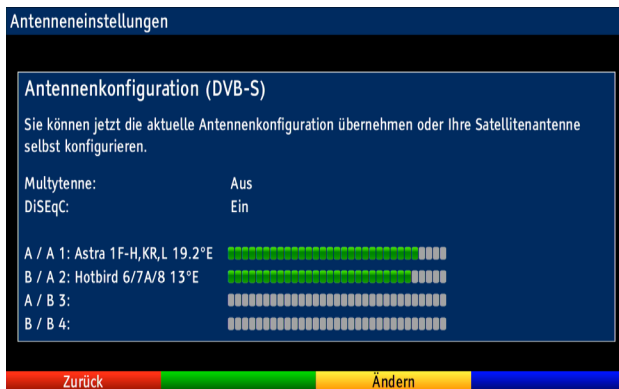 Antenneneinstellungen
Antennenkonfiguration (DVB-S)
Sie können jetzt die aktuelle Antennenkonfiguration übernehmen oder Ihre Satellitenantenne
selbst konfigurieren.
Multytenne: Aus
DiSEqC: Ein
A / A 1: Astra 1F-H,KR,L 19.2°E
B / A 2: Hotbird 6/7A/8 13°E
A / B 3:
B / B 4:
Zurück Ändern